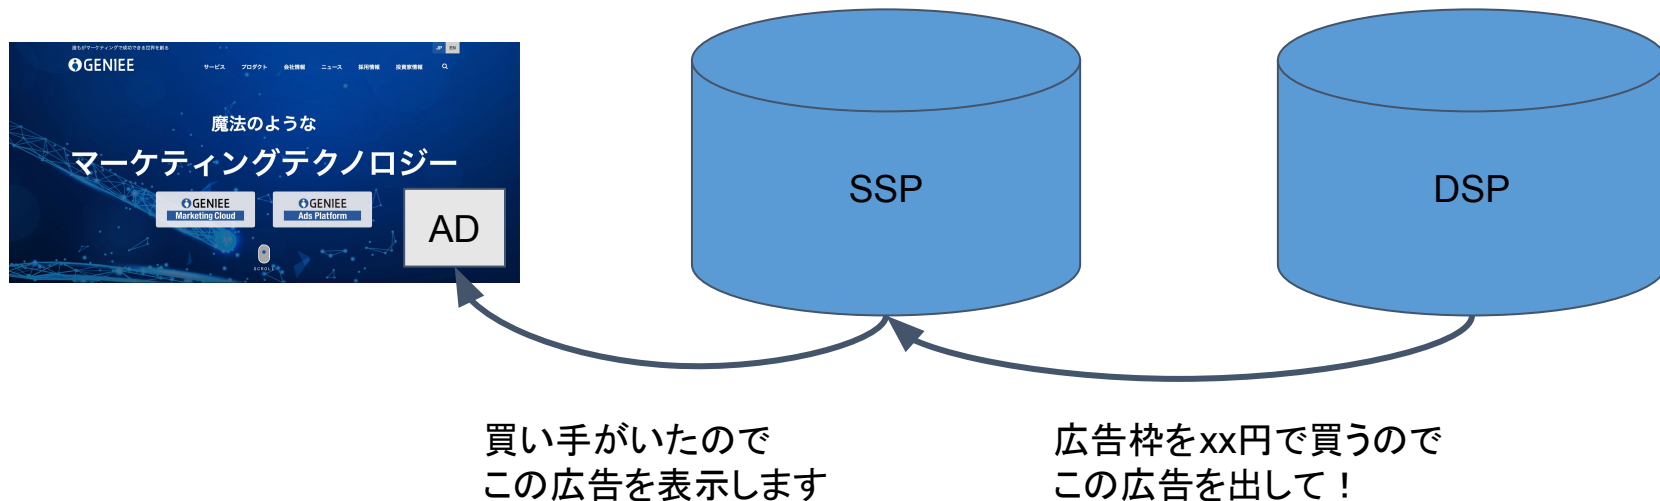 誰もがマーケティングで成功できる世界を創る
JP EN
GENIEE
サービス プロダクト 会社情報 ニュース 採用情報 投資家情報
魔法のような
マーケティングテクノロジー
GENIEE
Marketing Cloud
GENIEE
Ads Platform
SCROLL
AD
SSP
DSP
買い手がいたので
この広告を表示します
広告枠をxx円で買うので
この広告を出して！